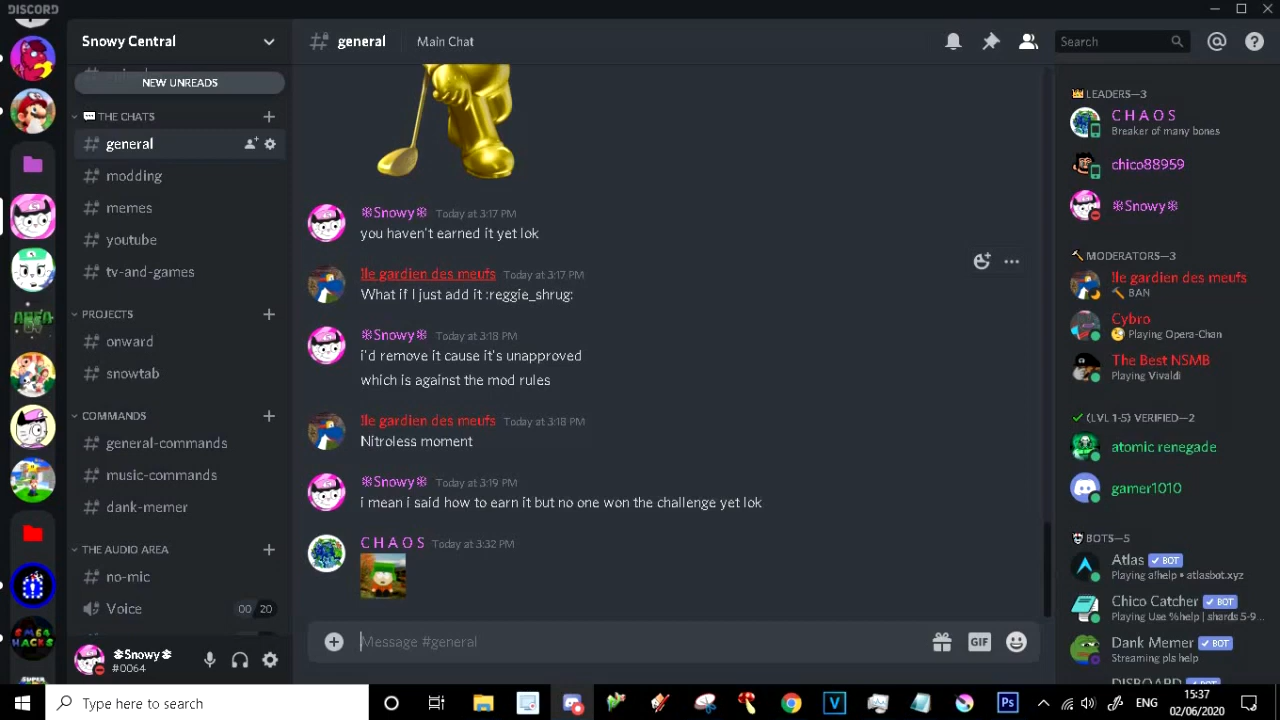 DISCORD
Snowy Central
NEW UNREADS
THE CHATS
general
modding
memes
youtube
tv-and-games
PROJECTS
onward
snowtab
COMMANDS
general-commands
music-commands
dank-memer
THE AUDIO AREA
no-mic
Voice
00 20
❄Snowy❄
#0064
general
Main Chat
Search
❄Snowy❄ Today at 3:17 PM
you haven't earned it yet lok
!le gardien des meufs Today at 3:17 PM
What if I just add it :reggie_shrug:
❄Snowy❄ Today at 3:18 PM
i'd remove it cause it's unapproved
which is against the mod rules
!le gardien des meufs Today at 3:18 PM
Nitroless moment
❄Snowy❄ Today at 3:19 PM
i mean i said how to earn it but no one won the challenge yet lok
C H A O S Today at 3:32 PM
Message #general
GIF
LEADERS—3
C H A O S
Breaker of many bones
chico88959
❄Snowy❄
MODERATORS—3
!le gardien des meufs
BAN
Cybro
Playing Opera-Chan
The Best NSMB
Playing Vivaldi
(LVL 1-5) VERIFIED—2
atomic renegade
gamer1010
BOTS—5
Atlas BOT
Playing a!help • atlasbot.xyz
Chico Catcher BOT
Playing Use %help | shards 5-9 ...
Dank Memer BOT
Streaming pls help
DISBOARD BOT
Type here to search
ENG
15:37
02/06/2020